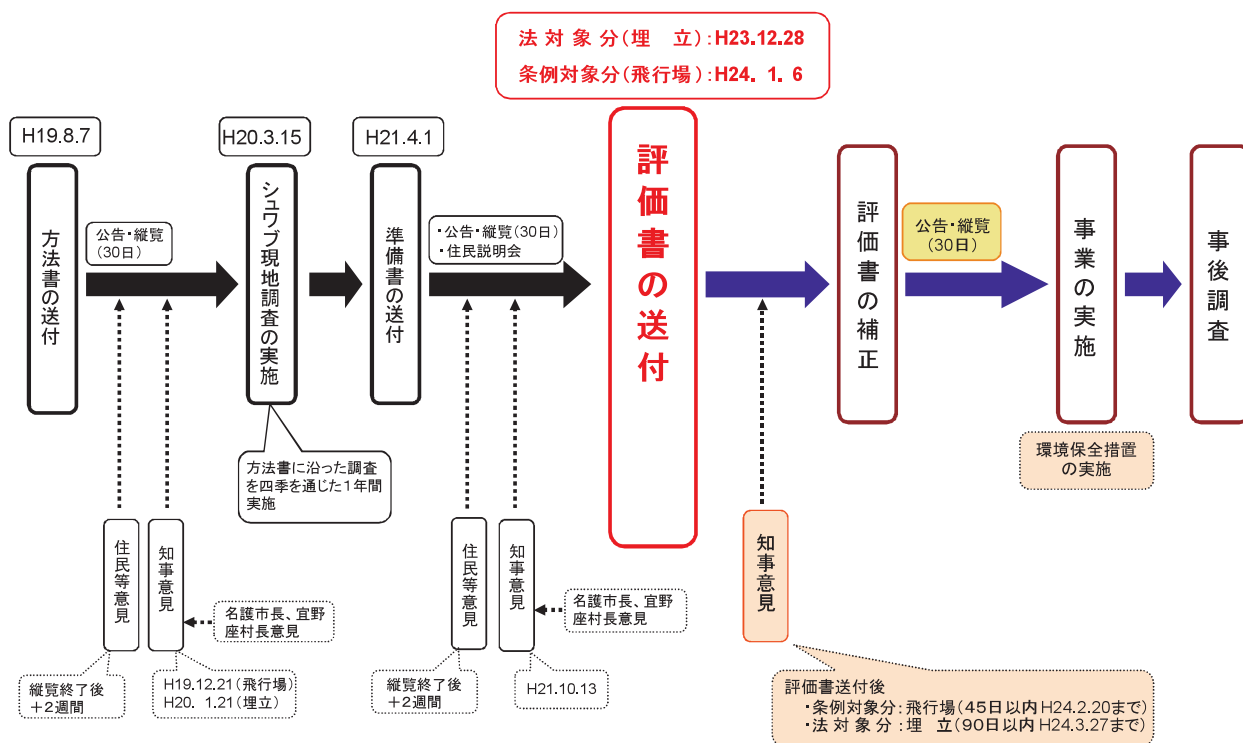 法対象分(埋　立):H23.12.28
条例対象分(飛行場):H24. 1. 6
H19.8.7
H20.3.15
H21.4.1
方法書の送付
公告・縦覧
(30日)
シュワブ現地調査の実施
準備書の送付
・公告・縦覧(30日)
・住民説明会
評価書の送付
評価書の補正
公告・縦覧
(30日)
事業の実施
事後調査
方法書に沿った調査
を四季を通じた1年間
実施
環境保全措置
の実施
住民等意見
知事意見
名護市長、宜野
座村長意見
縦覧終了後
+2週間
H19.12.21(飛行場)
H20. 1.21(埋立)
住民等意見
知事意見
名護市長、宜野
座村長意見
縦覧終了後
+2週間
H21.10.13
知事意見
評価書送付後
・条例対象分:飛行場(45日以内 H24.2.20まで)
・法対象分:埋　立(90日以内 H24.3.27まで)